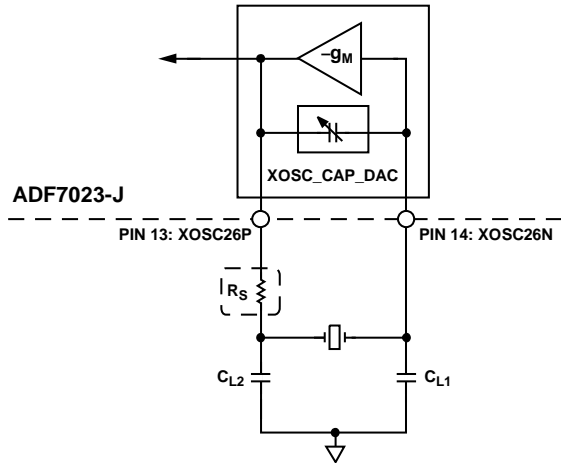 –gM
XOSC_CAP_DAC
ADF7023-J
PIN 13: XOSC26P
PIN 14: XOSC26N
RS
CL2
CL1